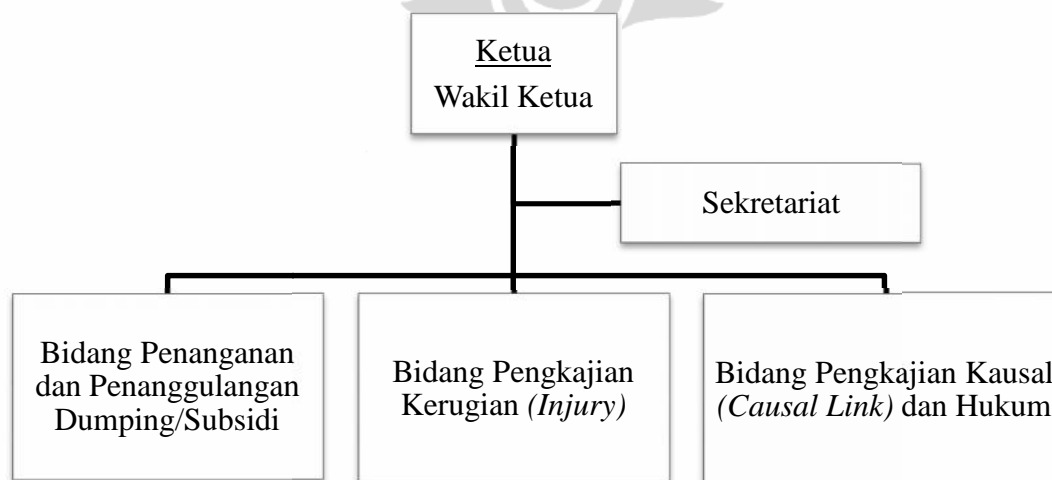 Ketua
Wakil Ketua
Sekretariat
Bidang Penanganan
dan Penanggulangan
Dumping/Subsidi
Bidang Pengkajian
Kerugian (Injury)
Bidang Pengkajian Kausal
(Causal Link) dan Hukum